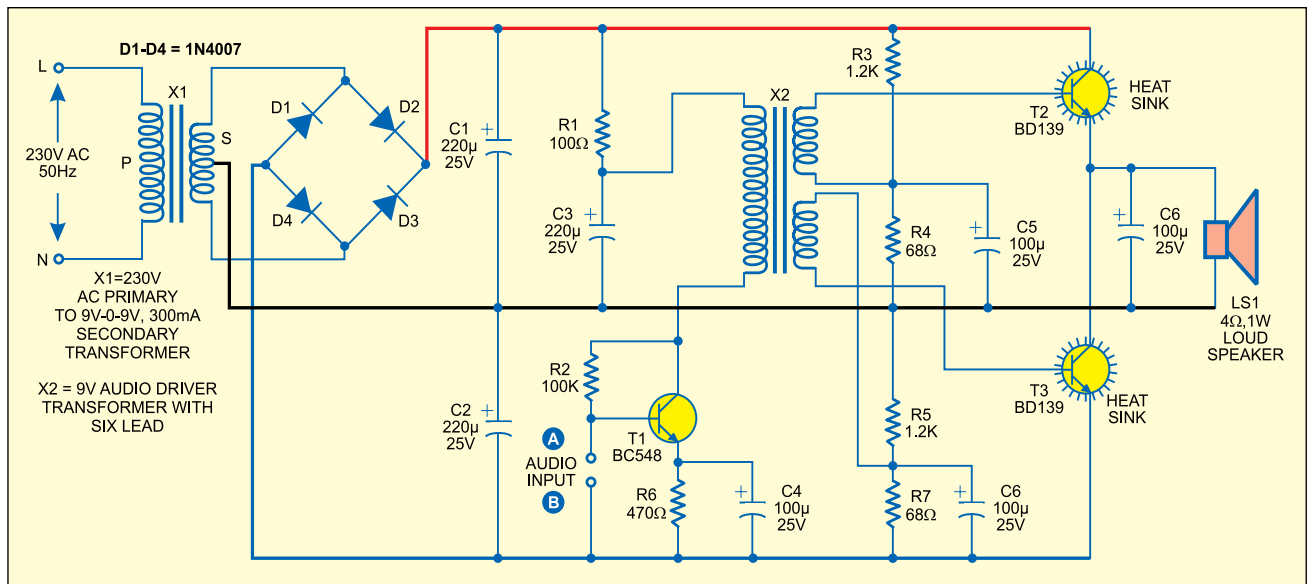 D1-D4 = 1N4007
L
X1
P
S
230V AC
50Hz
N
X1=230V
AC PRIMARY
TO 9V-0-9V, 300mA
SECONDARY
TRANSFORMER
X2 = 9V AUDIO DRIVER
TRANSFORMER WITH
SIX LEAD
D1
D2
D4
D3
+
C1
220µ
25V
+
C2
220µ
25V
R1
100Ω
+
C3
220µ
25V
R2
100K
A
AUDIO
INPUT
B
T1
BC548
R6
470Ω
+
C4
100µ
25V
X2
R3
1.2K
R4
68Ω
+
C5
100µ
25V
R5
1.2K
R7
68Ω
+
C6
100µ
25V
HEAT
SINK
T2
BD139
+
C6
100µ
25V
LS1
4Ω,1W
LOUD
SPEAKER
T3
BD139
HEAT
SINK